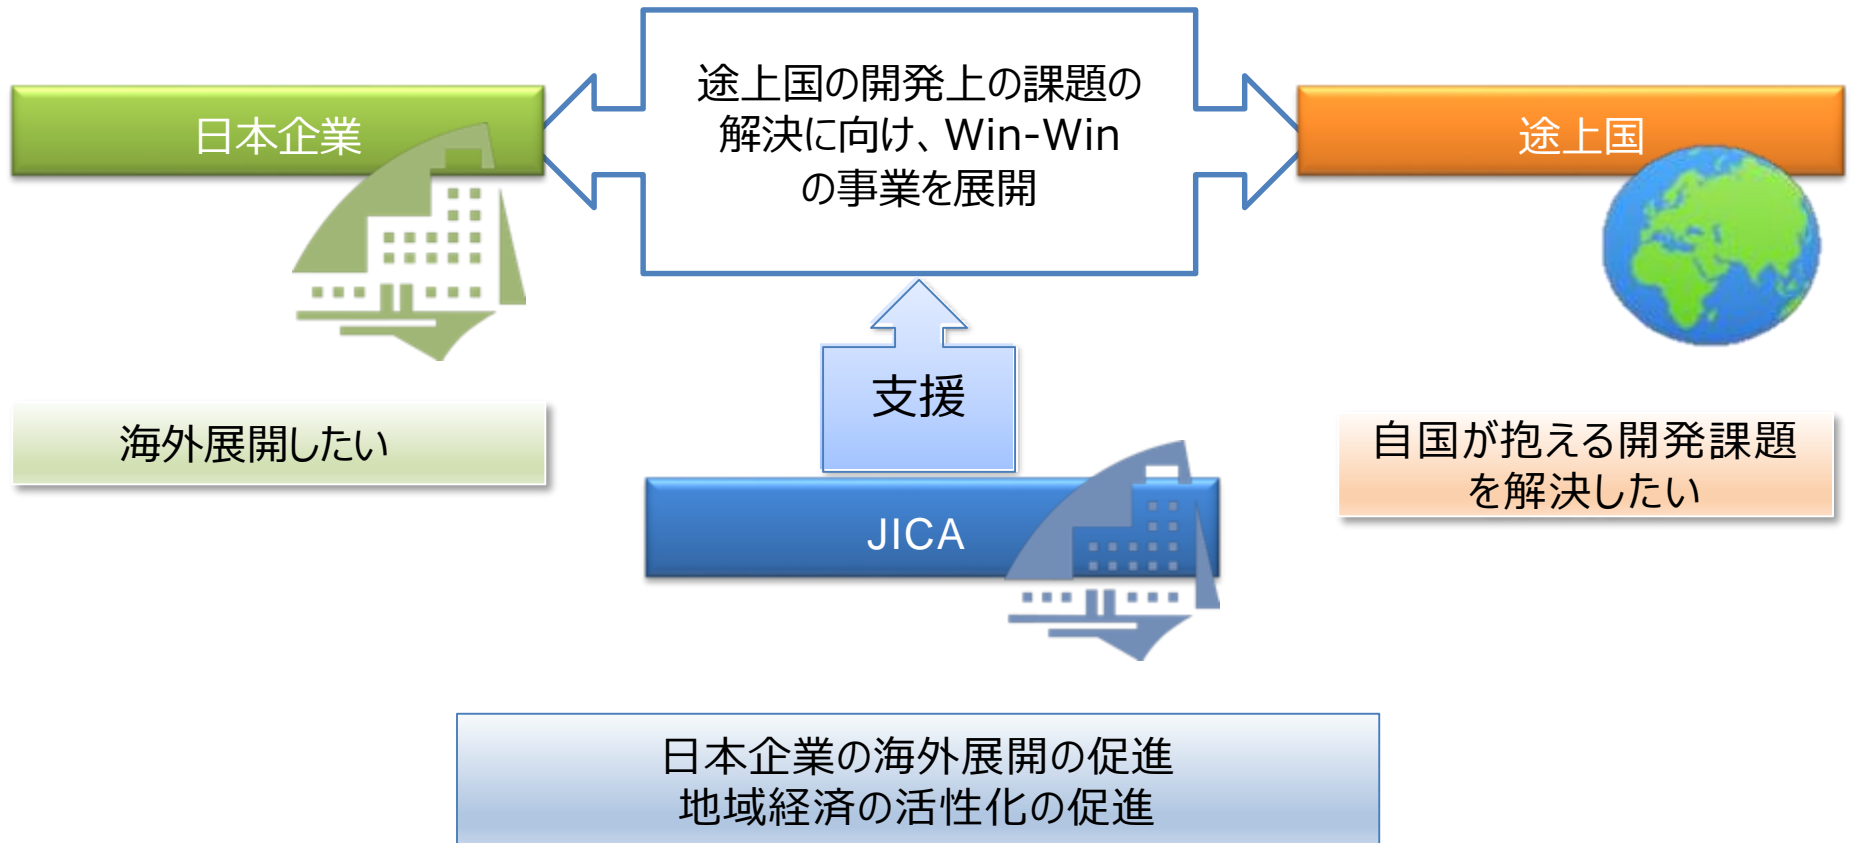 日本企業
途上国の開発上の課題の
解決に向け、Win-Win
の事業を展開
途上国
海外展開したい
支援
自国が抱える開発課題
を解決したい
JICA
日本企業の海外展開の促進
地域経済の活性化の促進